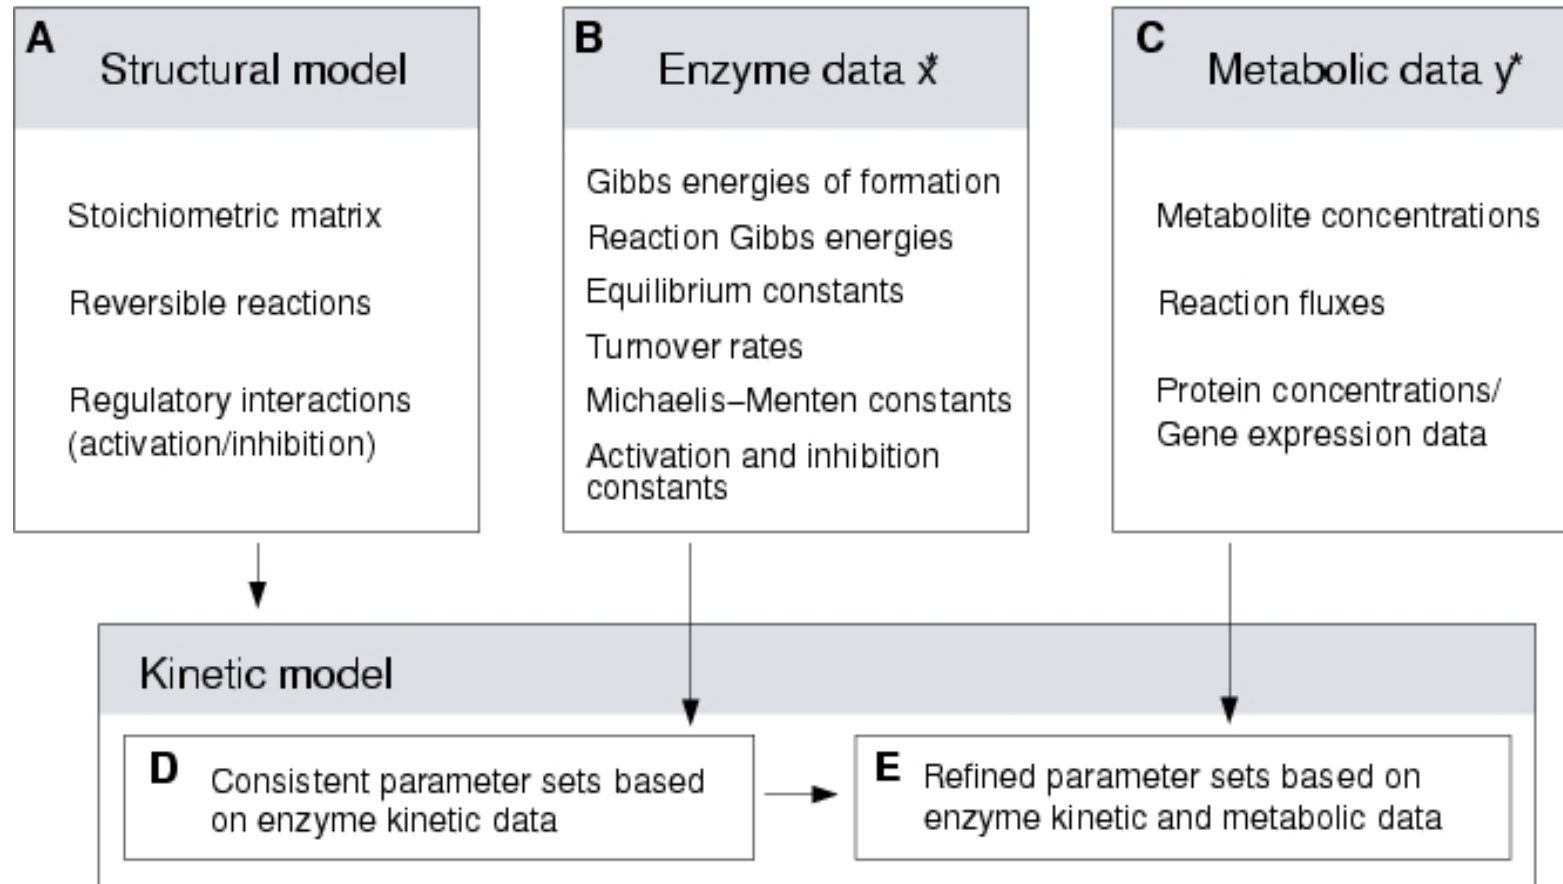 A
Structural model
Stoichiometric matrix
Reversible reactions
Regulatory interactions
(activation/inhibition)
B
Enzyme data x*
Gibbs energies of formation
Reaction Gibbs energies
Equilibrium constants
Turnover rates
Michaelis–Menten constants
Activation and inhibition
constants
C
Metabolic data y*
Metabolite concentrations
Reaction fluxes
Protein concentrations/
Gene expression data
Kinetic model
D
Consistent parameter sets based
on enzyme kinetic data
E
Refined parameter sets based on
enzyme kinetic and metabolic data